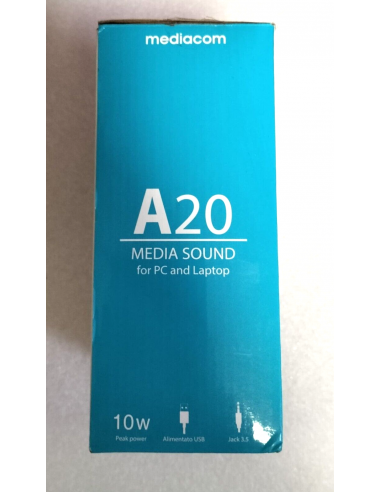 mediacom
A20
MEDIA SOUND
for PC and Laptop
10w
Peak power
Alimentato USB
Jack 3.5